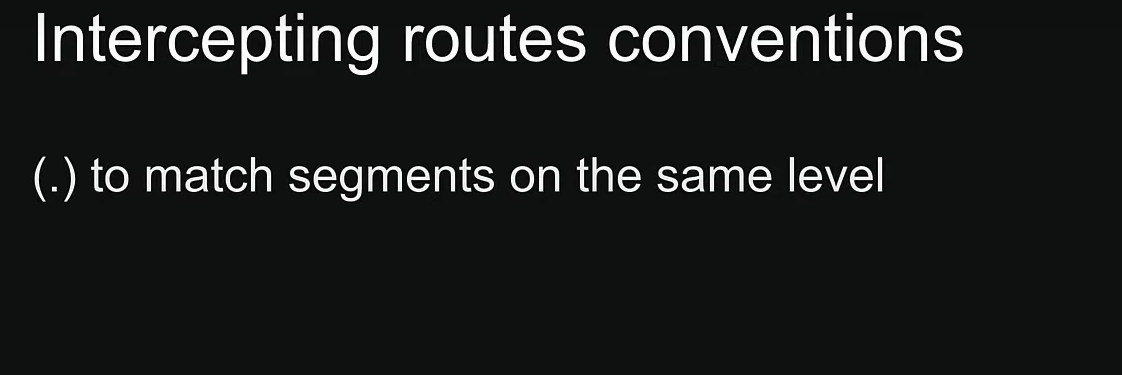 Intercepting routes conventions
(.) to match segments on the same level